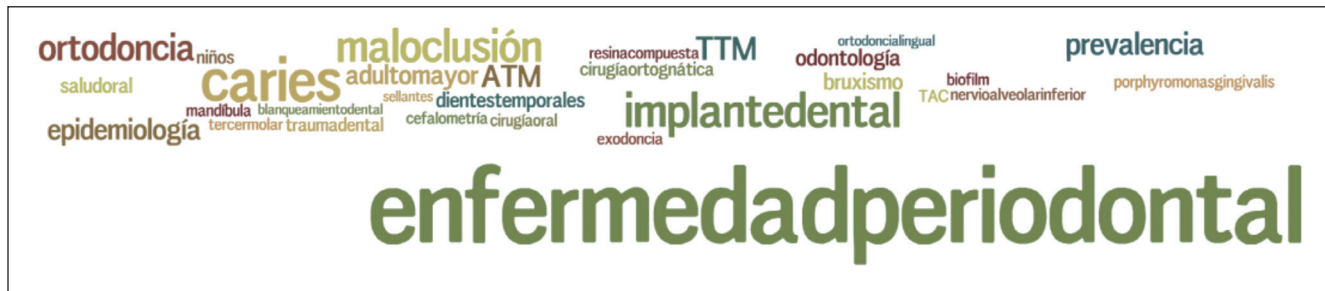 ortodoncia niños maloclusión resinacompuesta TTM ortodoncialingual odontología prevalencia
saludoral caries adultomayor ATM cirugíaortognática bruxismo biofilm porphyromonasgingivalis
mandíbula blanqueamientodental sellantes dientestemporales implantedental TAC nervioalveolarinferior
epidemiología tercermolar traumadental cefalometría cirugíaoral exodoncia
enfermedadperiodontal